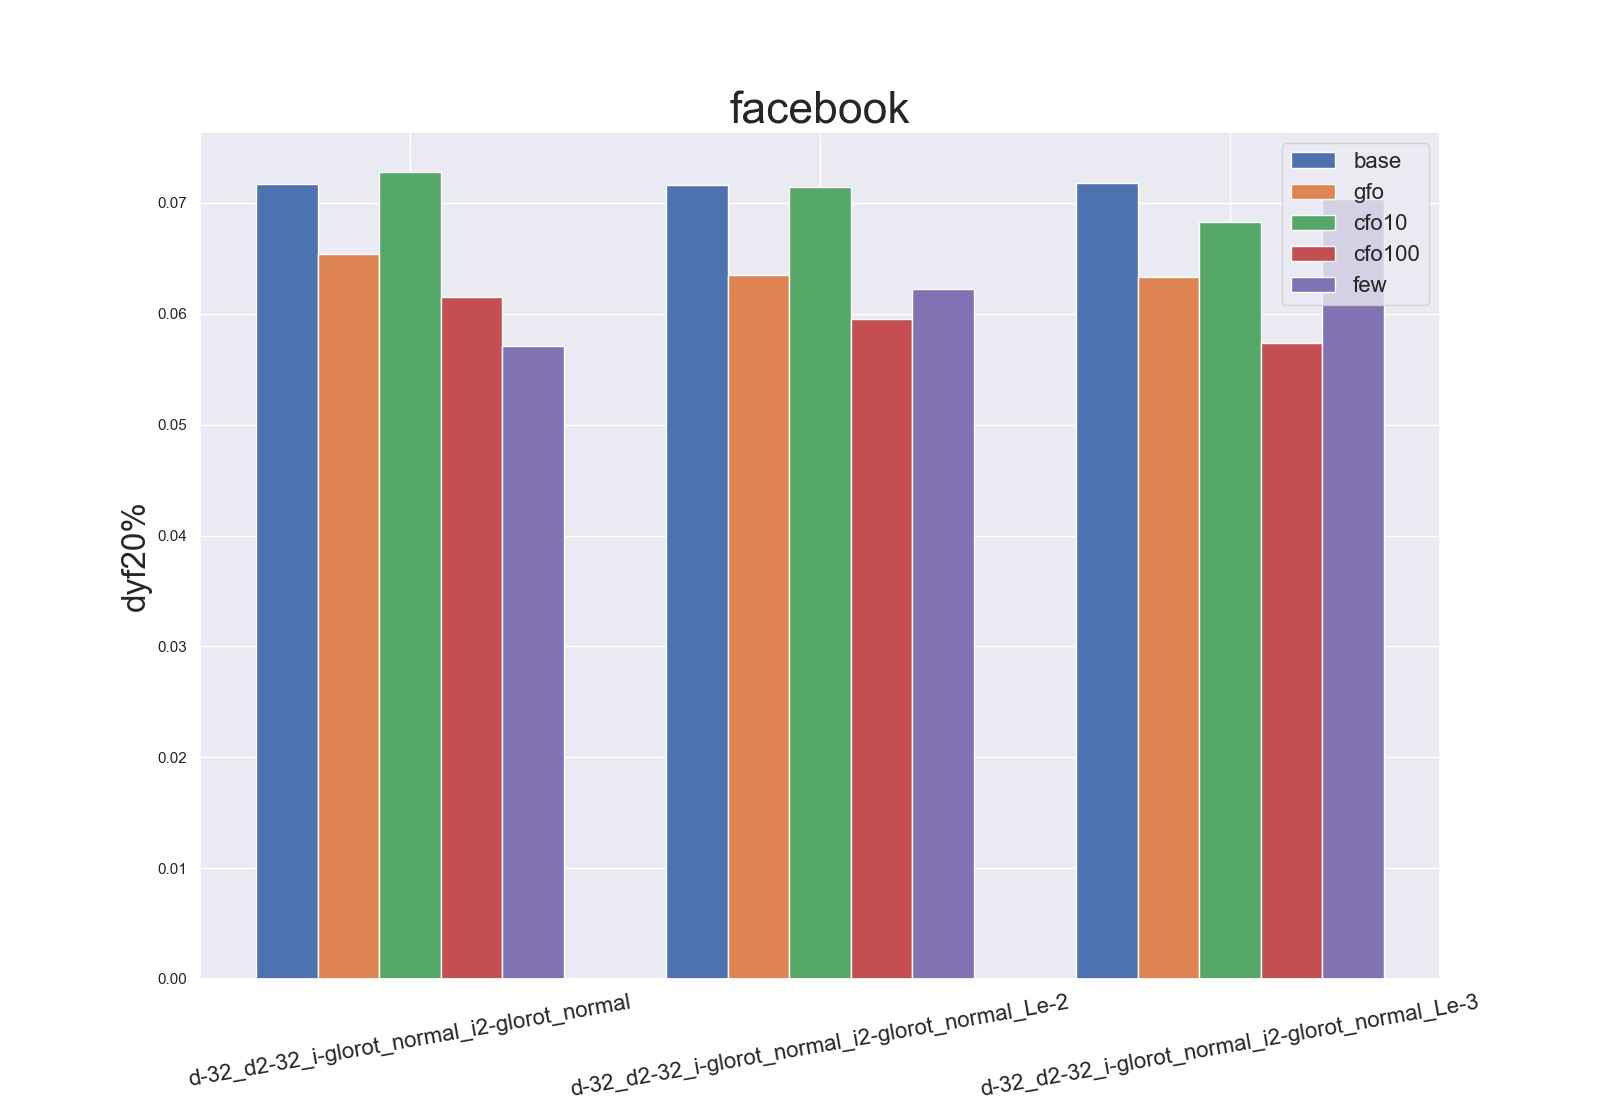 facebook
base
gfo
cfo10
cfo100
few
dyf20%
0.07
0.06
0.05
0.04
0.03
0.02
0.01
0.00
d-32_d2-32_i-glorot_normal_i2-glorot_normal
d-32_d2-32_i-glorot_normal_i2-glorot_normal_Le-2
d-32_d2-32_i-glorot_normal_i2-glorot_normal_Le-3